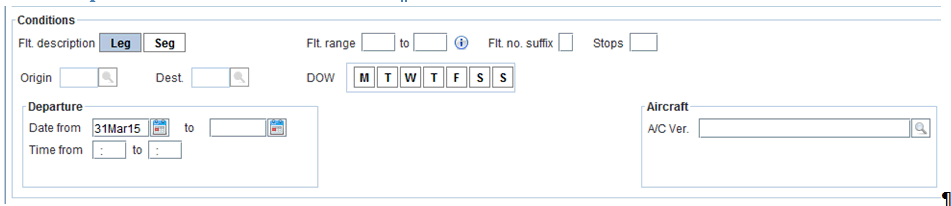 Conditions
Flt. description Leg Seg Flt. range to i Flt. no. suffix Stops
Origin Dest. DOW M T W T F S S
Departure Aircraft
Date from 31Mar15 to A/C Ver.
Time from : to :
¶